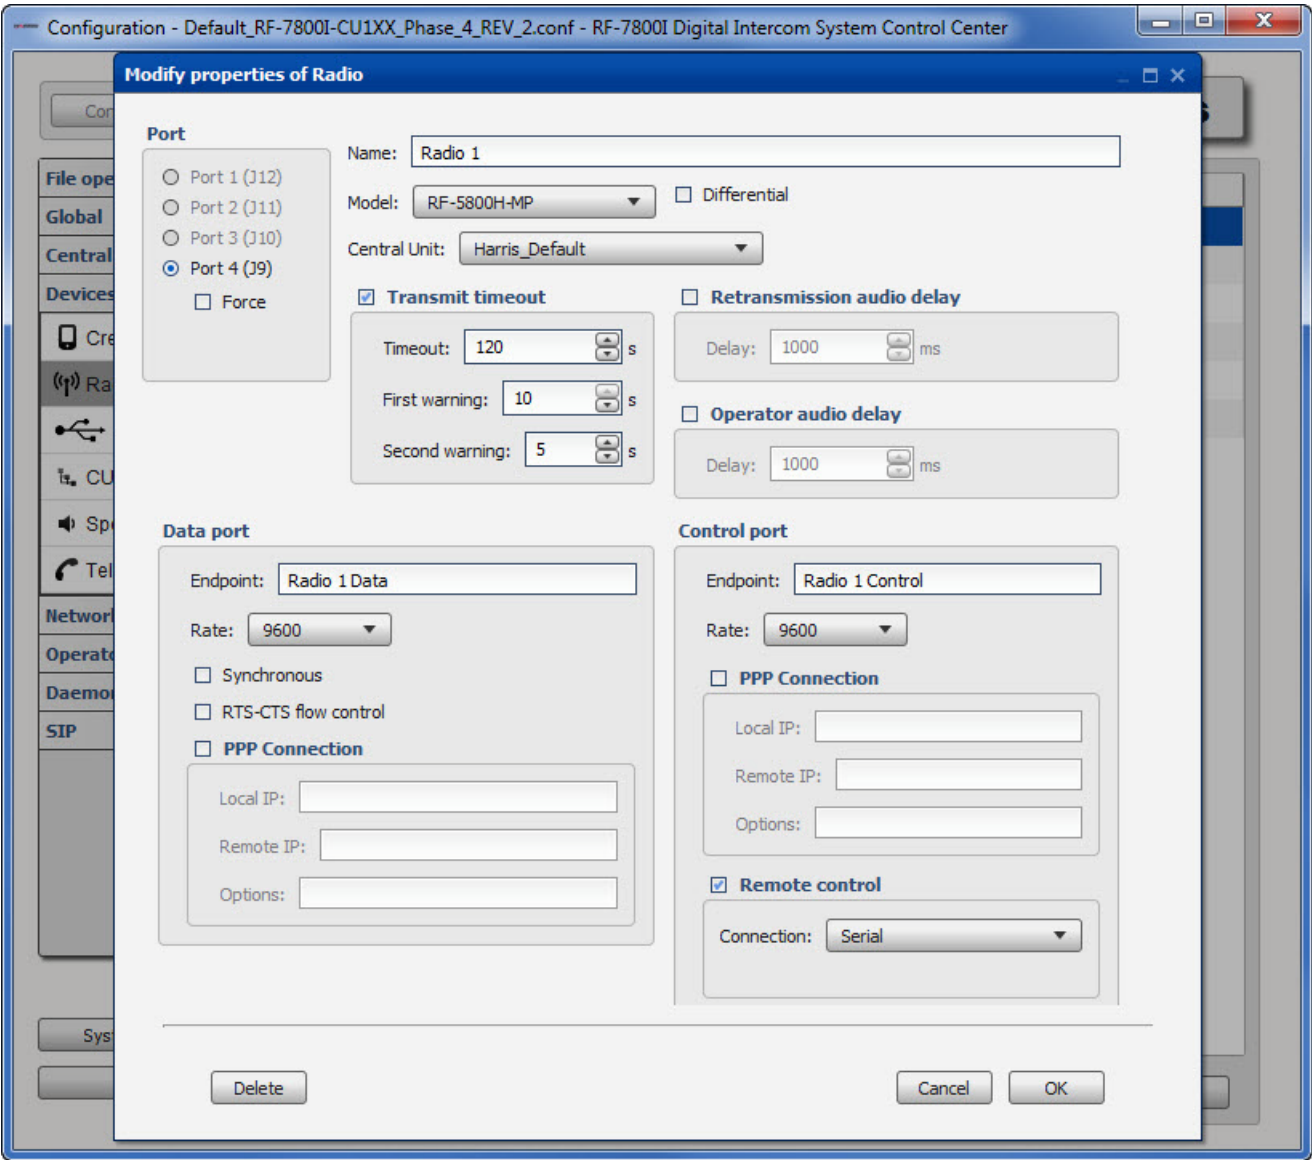 Configuration - Default_RF-7800I-CU1XX_Phase_4_REV_2.conf - RF-7800I Digital Intercom System Control Center
Modify properties of Radio
Port
Port 1 (J12)
Port 2 (J11)
Port 3 (J10)
Port 4 (J9)
Force
Name: Radio 1
Model: RF-5800H-MP Differential
Central Unit: Harris_Default
Transmit timeout
Timeout: 120 s
First warning: 10 s
Second warning: 5 s
Retransmission audio delay
Delay: 1000 ms
Operator audio delay
Delay: 1000 ms
Data port
Endpoint: Radio 1 Data
Rate: 9600
Synchronous
RTS-CTS flow control
PPP Connection
Local IP:
Remote IP:
Options:
Control port
Endpoint: Radio 1 Control
Rate: 9600
PPP Connection
Local IP:
Remote IP:
Options:
Remote control
Connection: Serial
Delete
Cancel
OK
File ope
Global
Central
Devices
Cre
Ra
CU
Spe
Tel
Network
Operato
Daemon
SIP
Sys